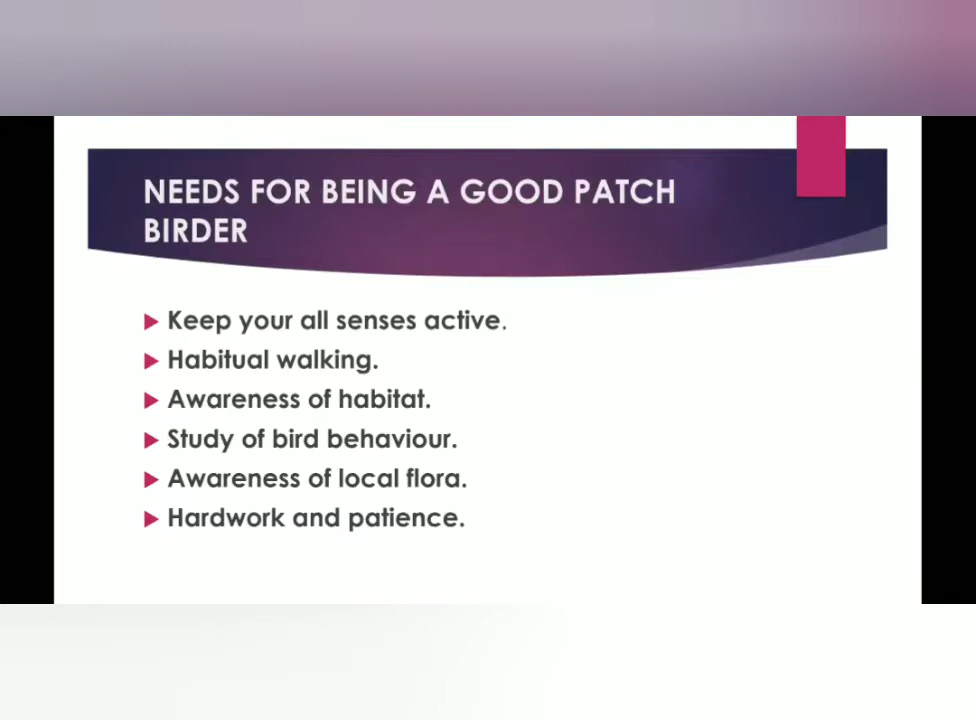 NEEDS FOR BEING A GOOD PATCH
BIRDER
Keep your all senses active.
Habitual walking.
Awareness of habitat.
Study of bird behaviour.
Awareness of local flora.
Hardwork and patience.